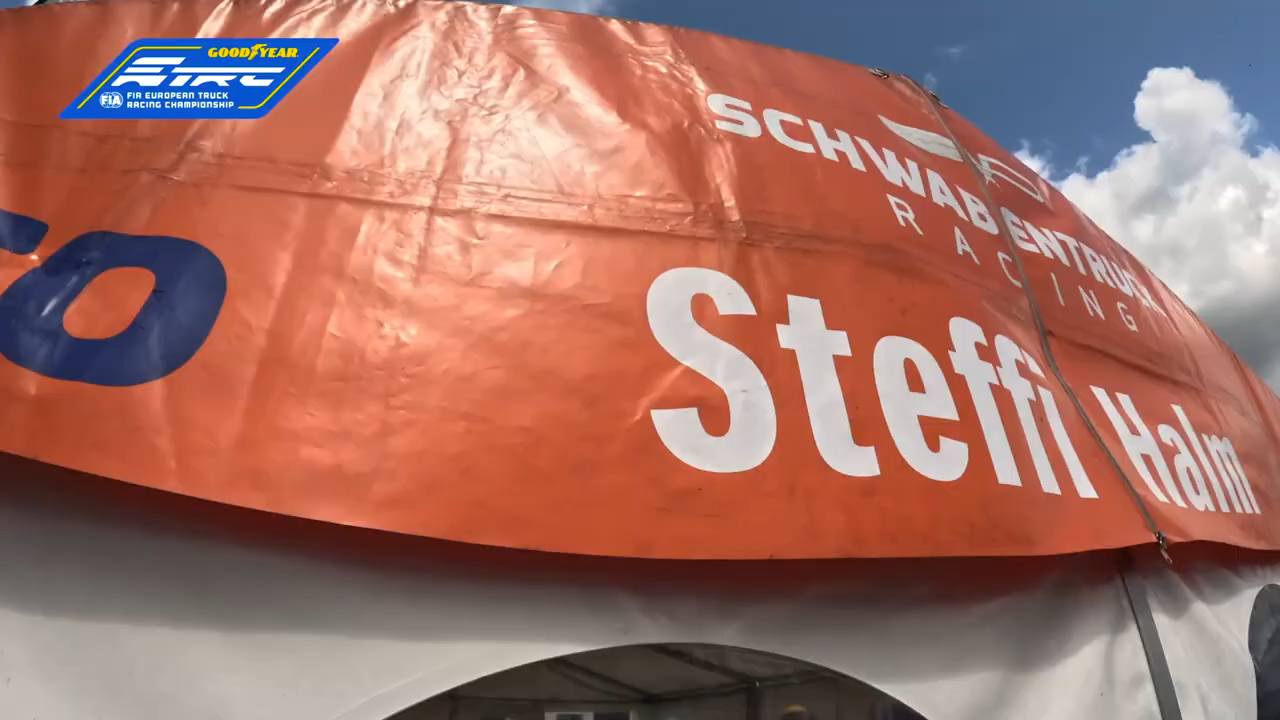 GOODYEAR
ETRC
FIA
FIA EUROPEAN TRUCK
RACING CHAMPIONSHIP
SCHWABENTRUCK
RACING
Steffi Halm